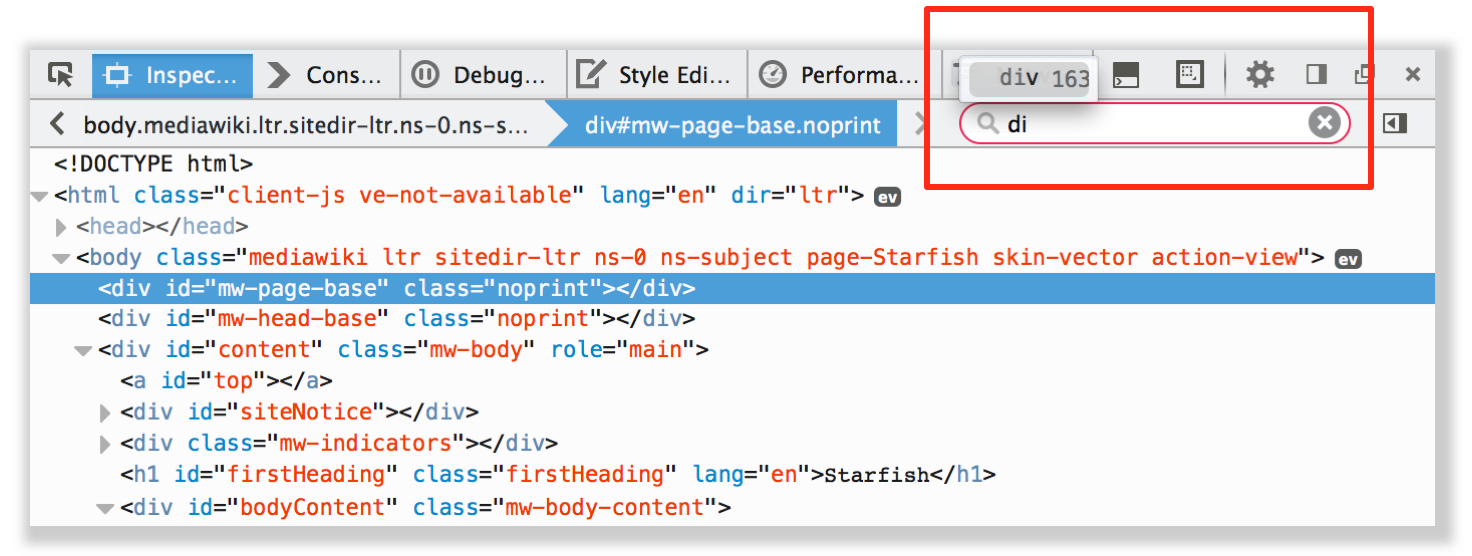 Inspec... Cons... Debug... Style Edi... Performa... div 163
body.mediawiki.ltr.sitedir-ltr.ns-0.ns-s... div#mw-page-base.noprint di
<!DOCTYPE html>
<html class="client-js ve-not-available" lang="en" dir="ltr"> ev
<head></head>
<body class="mediawiki ltr sitedir-ltr ns-0 ns-subject page-Starfish skin-vector action-view"> ev
<div id="mw-page-base" class="noprint"></div>
<div id="mw-head-base" class="noprint"></div>
<div id="content" class="mw-body" role="main">
<a id="top"></a>
<div id="siteNotice"></div>
<div class="mw-indicators"></div>
<h1 id="firstHeading" class="firstHeading" lang="en">Starfish</h1>
<div id="bodyContent" class="mw-body-content">